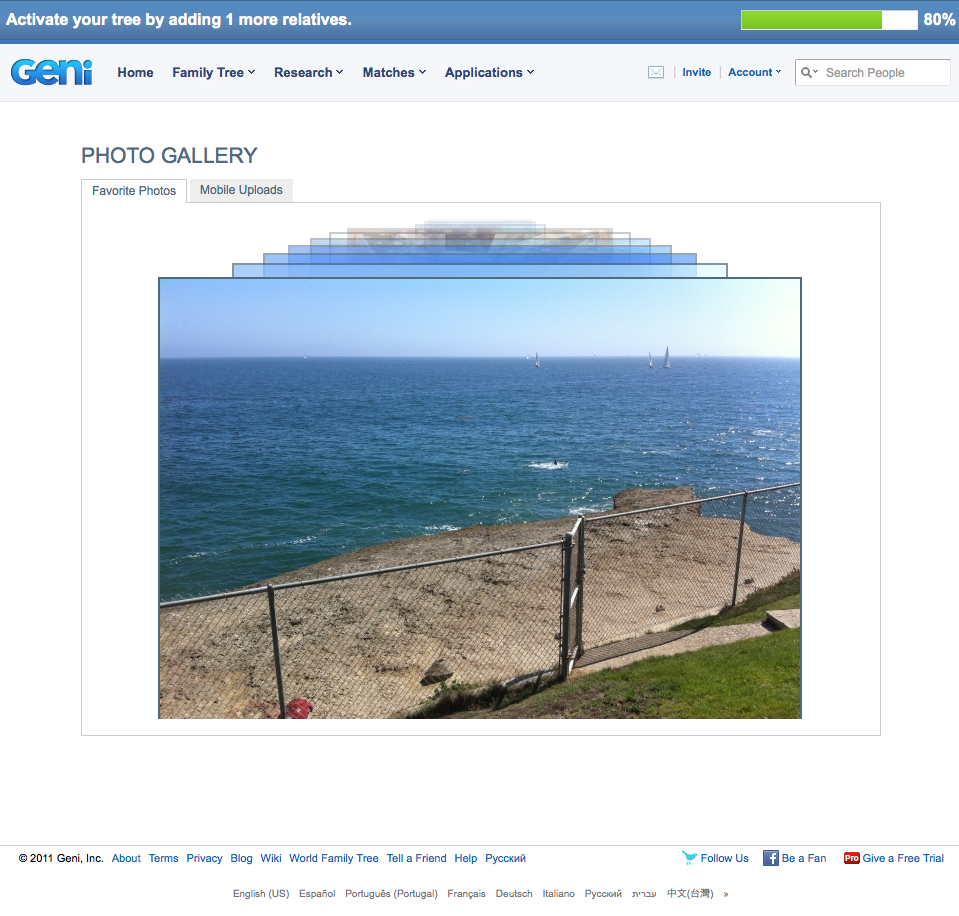 Activate your tree by adding 1 more relatives. 80%
Geni Home Family Tree Research Matches Applications Invite | Account Search People
PHOTO GALLERY
Favorite Photos Mobile Uploads
© 2011 Geni, Inc. About Terms Privacy Blog Wiki World Family Tree Tell a Friend Help Русский Follow Us Be a Fan Pro Give a Free Trial
English (US) Español Português (Portugal) Français Deutsch Italiano Русский עברית 中文(台灣) »